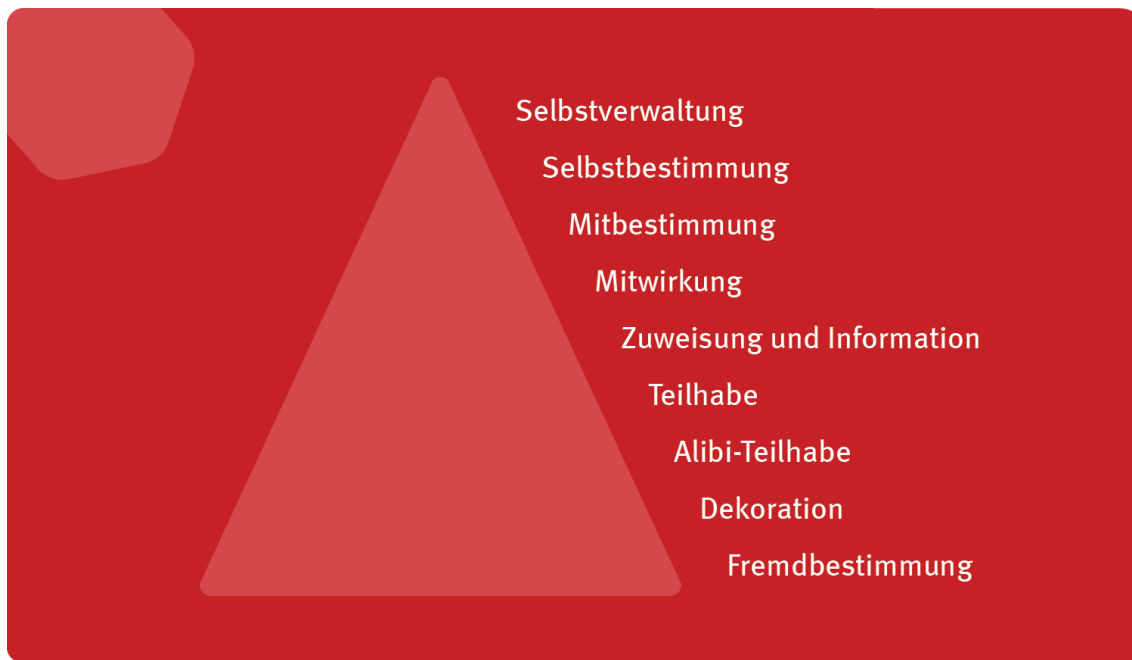 Selbstverwaltung
Selbstbestimmung
Mitbestimmung
Mitwirkung
Zuweisung und Information
Teilhabe
Alibi-Teilhabe
Dekoration
Fremdbestimmung